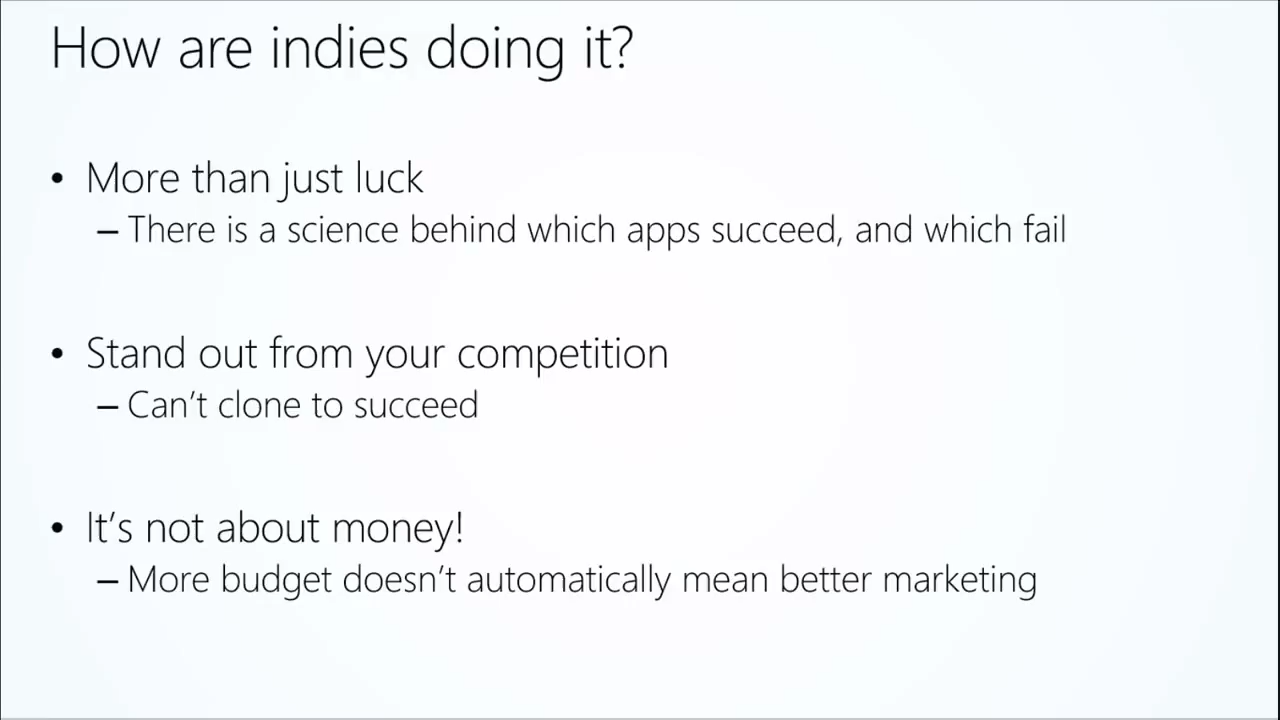 How are indies doing it?
• More than just luck
– There is a science behind which apps succeed, and which fail
• Stand out from your competition
– Can’t clone to succeed
• It’s not about money!
– More budget doesn’t automatically mean better marketing